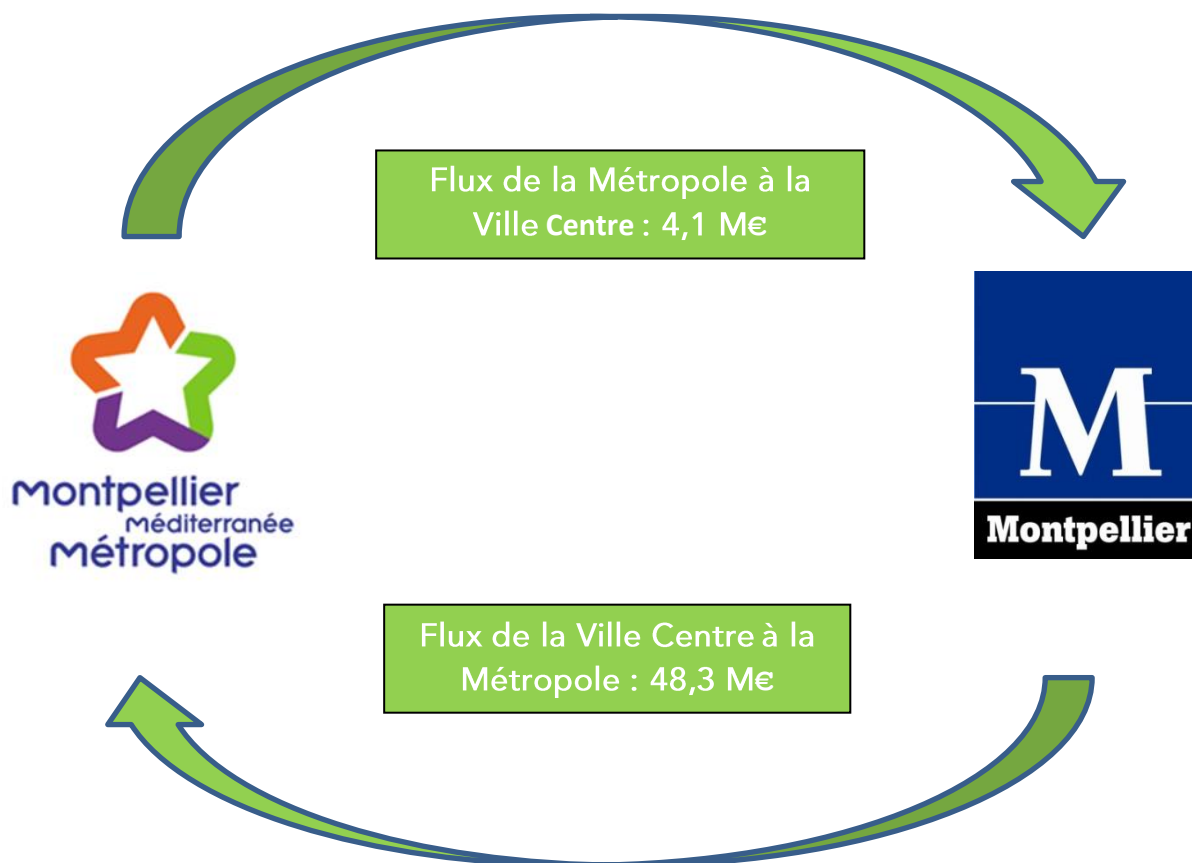 Flux de la Métropole à la
Ville Centre : 4,1 M€
montpellier
méditerranée
métropole
M
Montpellier
Flux de la Ville Centre à la
Métropole : 48,3 M€